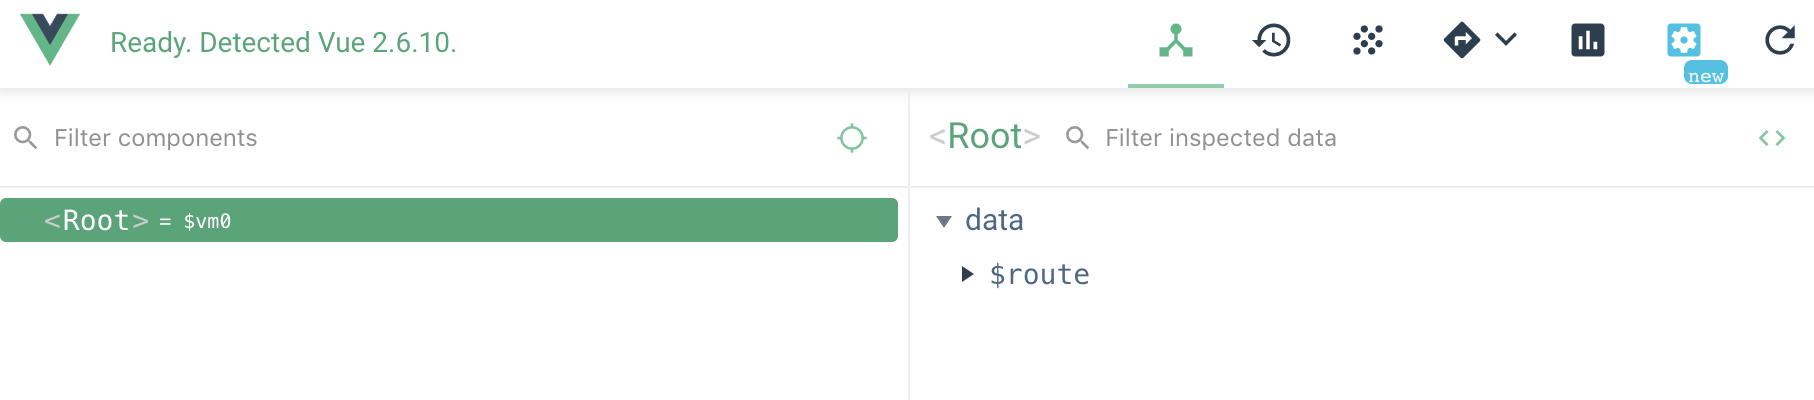 Ready. Detected Vue 2.6.10.
new
Filter components
<Root> = $vm0
<Root> Filter inspected data
data
$route